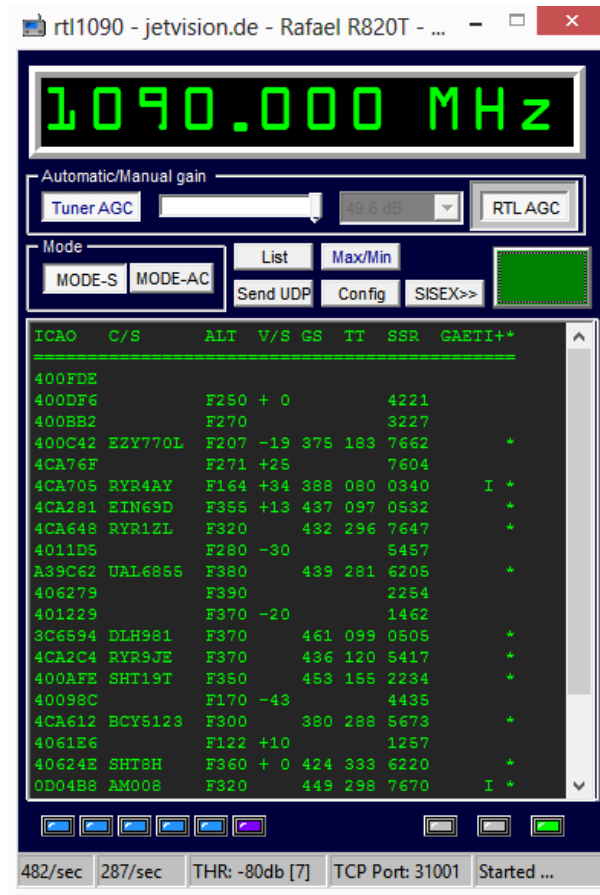 rtl1090 - jetvision.de - Rafael R820T - ...
1090.000 MHz
Automatic/Manual gain
Tuner AGC
49.6 dB
RTL AGC
Mode
MODE-S
MODE-AC
List
Max/Min
Send UDP
Config
SISEX>>
ICAO C/S ALT V/S GS TT SSR GAETI+*
==================================================
400FDE
400DF6 F250 + 0 4221
400BB2 F270 3227
400C42 EZY770L F207 -19 375 183 7662 *
4CA76F F271 +25 7604
4CA705 RYR4AY F164 +34 388 080 0340 I *
4CA281 EIN69D F355 +13 437 097 0532 *
4CA648 RYR1ZL F320 432 296 7647 *
4011D5 F280 -30 5457
A39C62 UAL6855 F380 439 281 6205 *
406279 F390 2254
401229 F370 -20 1462
3C6594 DLH981 F370 461 099 0505 *
4CA2C4 RYR9JE F370 436 120 5417 *
400AFE SHT19T F350 453 155 2234 *
40098C F170 -43 4435
4CA612 BCY5123 F300 380 288 5673 *
4061E6 F122 +10 1257
40624E SHT8H F360 + 0 424 333 6220 *
0D04B8 AM008 F320 449 298 7670 I *
482/sec 287/sec THR: -80db [7] TCP Port: 31001 Started ...